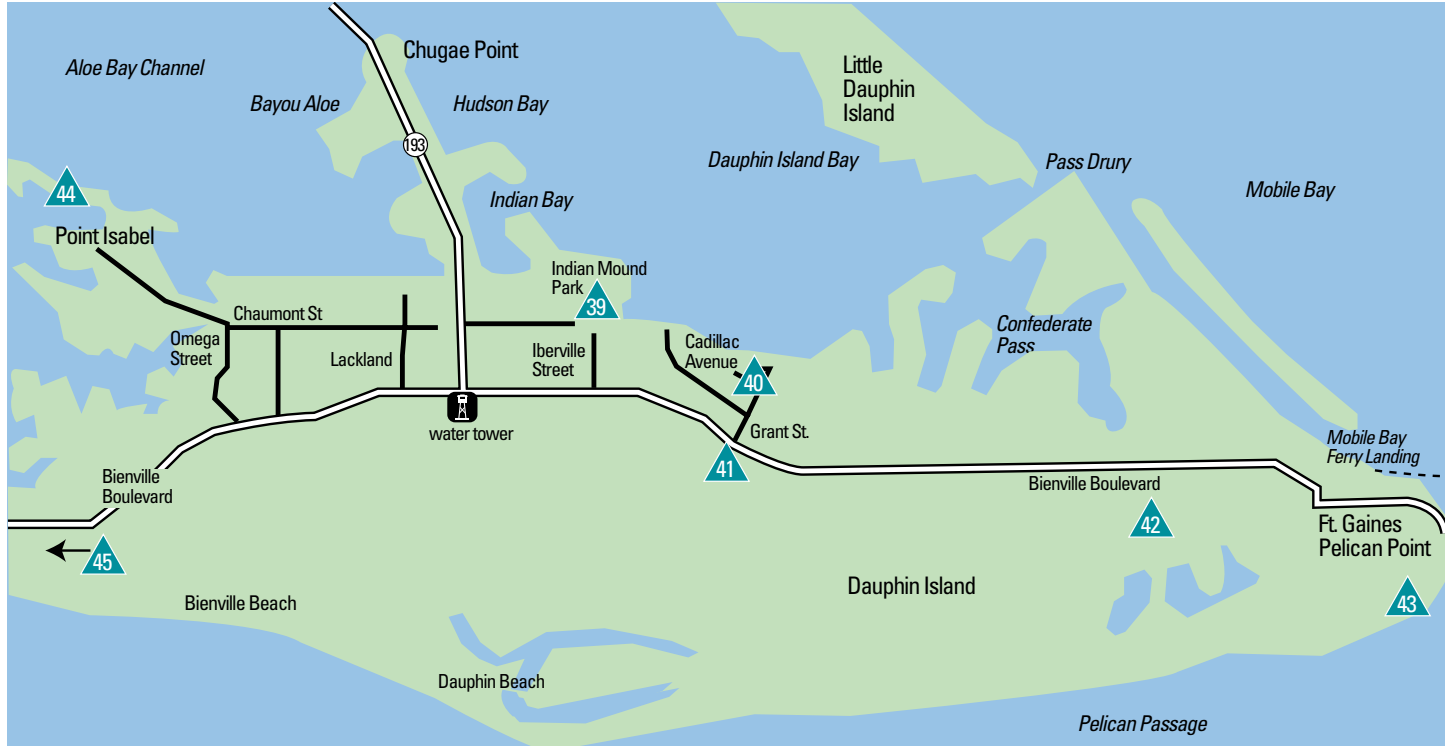 Chugae Point
Aloe Bay Channel
Bayou Aloe
Hudson Bay
Little
Dauphin
Island
193
Dauphin Island Bay
Pass Drury
Mobile Bay
44
Indian Bay
Point Isabel
Indian Mound
Park
39
Chaumont St
Omega
Street
Lackland
Iberville
Street
Cadillac
Avenue
40
Confederate
Pass
water tower
Grant St.
41
Mobile Bay
Ferry Landing
Bienville
Boulevard
Bienville Boulevard
42
Ft. Gaines
Pelican Point
45
Bienville Beach
Dauphin Island
43
Dauphin Beach
Pelican Passage